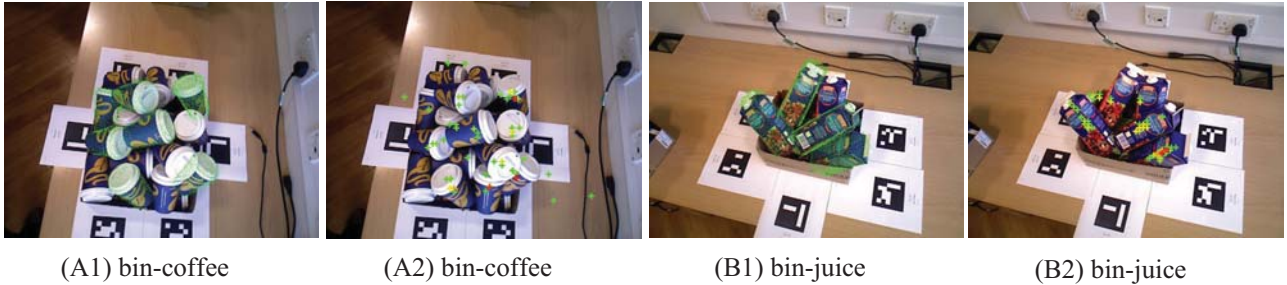 (A1) bin-coffee
(A2) bin-coffee
(B1) bin-juice
(B2) bin-juice